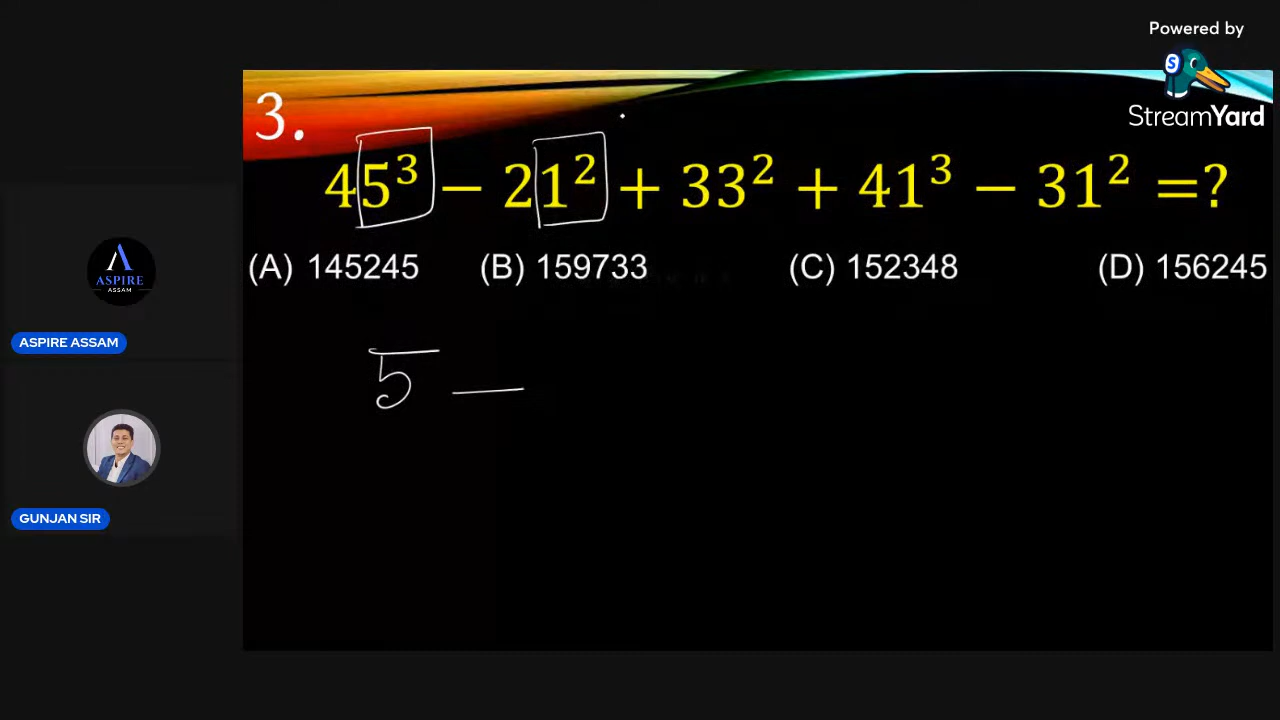 Powered by
StreamYard
3.
45³ − 21² + 33² + 41³ − 31² =?
(A) 145245 (B) 159733 (C) 152348 (D) 156245
5 —
ASPIRE
ASSAM
ASPIRE ASSAM
GUNJAN SIR